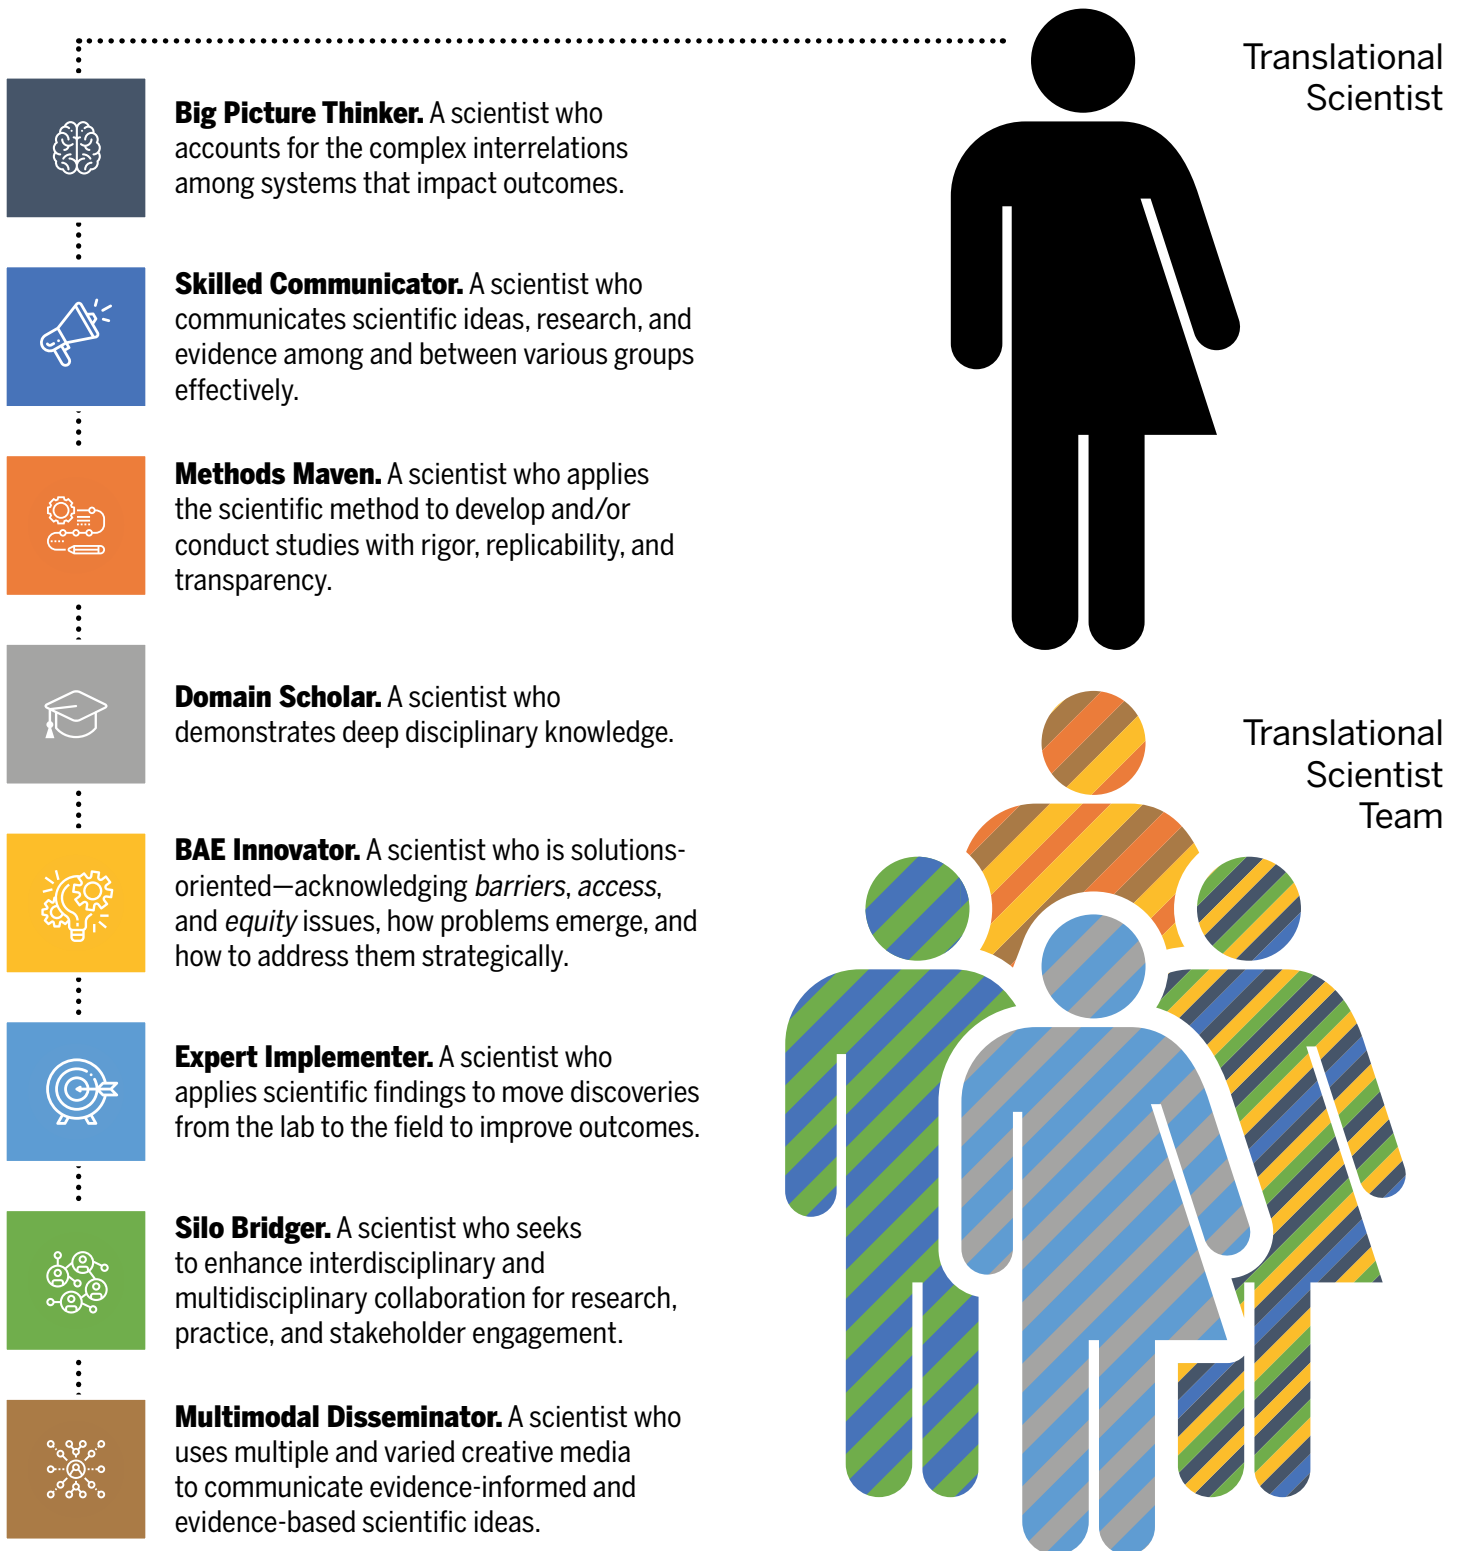 Translational
Scientist
Big Picture Thinker. A scientist who
accounts for the complex interrelations
among systems that impact outcomes.
Skilled Communicator. A scientist who
communicates scientific ideas, research, and
evidence among and between various groups
effectively.
Methods Maven. A scientist who applies
the scientific method to develop and/or
conduct studies with rigor, replicability, and
transparency.
Domain Scholar. A scientist who
demonstrates deep disciplinary knowledge.
Translational
Scientist
Team
BAE Innovator. A scientist who is solutions-
oriented—acknowledging barriers, access,
and equity issues, how problems emerge, and
how to address them strategically.
Expert Implementer. A scientist who
applies scientific findings to move discoveries
from the lab to the field to improve outcomes.
Silo Bridger. A scientist who seeks
to enhance interdisciplinary and
multidisciplinary collaboration for research,
practice, and stakeholder engagement.
Multimodal Disseminator. A scientist who
uses multiple and varied creative media
to communicate evidence-informed and
evidence-based scientific ideas.